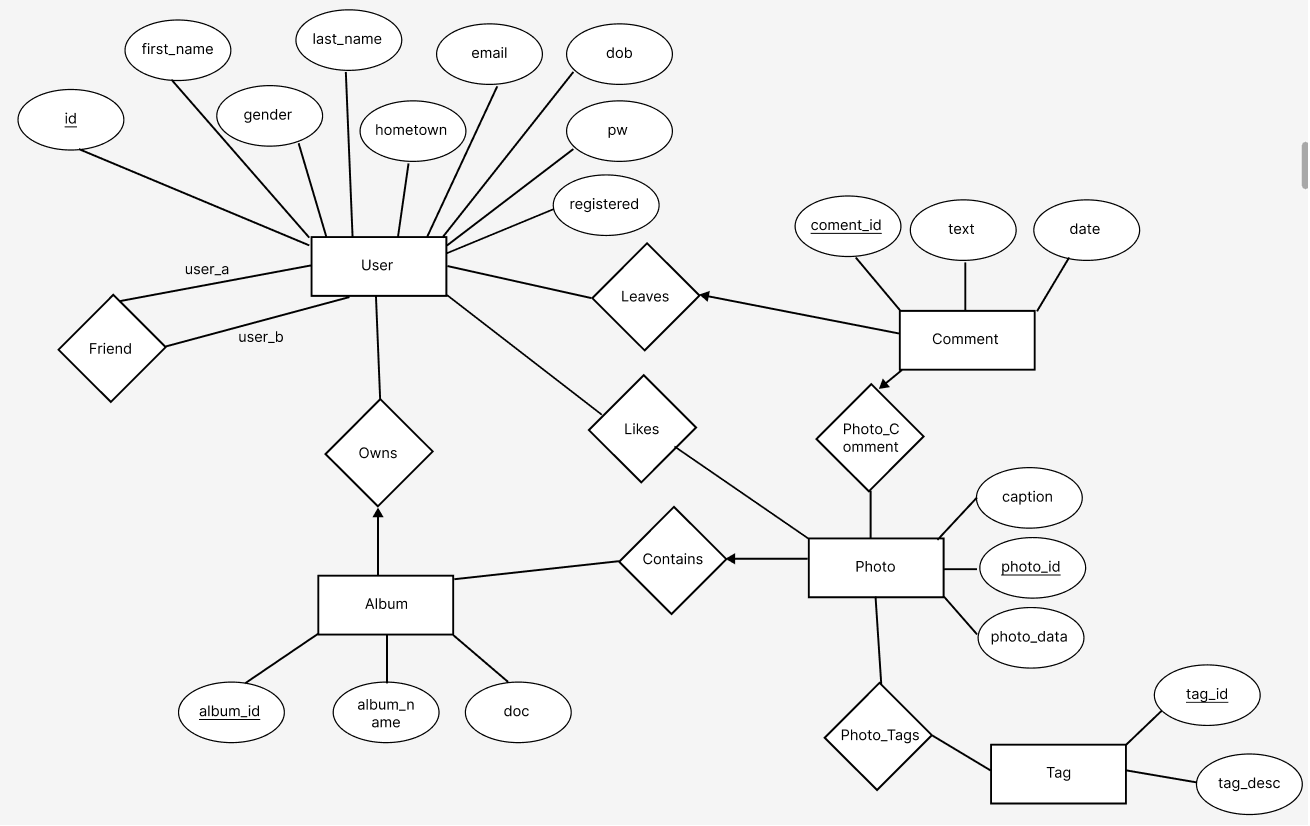 last_name
first_name
email
dob
gender
id
hometown
pw
registered
coment_id
text
date
User
user_a
Leaves
user_b
Comment
Friend
Likes
Photo_C
omment
Owns
caption
Contains
Photo
photo_id
Album
photo_data
tag_id
album_id
album_n
ame
doc
Photo_Tags
Tag
tag_desc